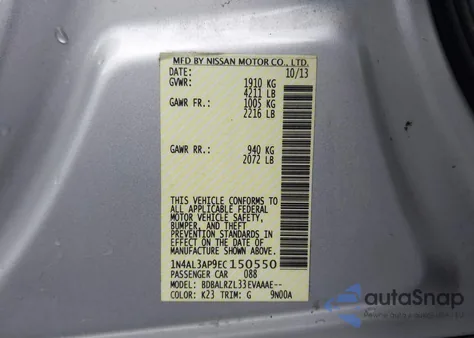 MFD BY NISSAN MOTOR CO., LTD.
DATE: 10/13
GVWR: 1910 KG
4211 LB
GAWR FR.: 1005 KG
2216 LB
GAWR RR.: 940 KG
2072 LB
THIS VEHICLE CONFORMS TO
ALL APPLICABLE FEDERAL
MOTOR VEHICLE SAFETY,
BUMPER, AND THEFT
PREVENTION STANDARDS IN
EFFECT ON THE DATE OF
MANUFACTURE SHOWN ABOVE.
1N4AL3AP9EC150550
PASSENGER CAR 088
MODEL: BDBALRZL33EVAAAE--
COLOR: K23 TRIM: G 9N00A
autoSnap